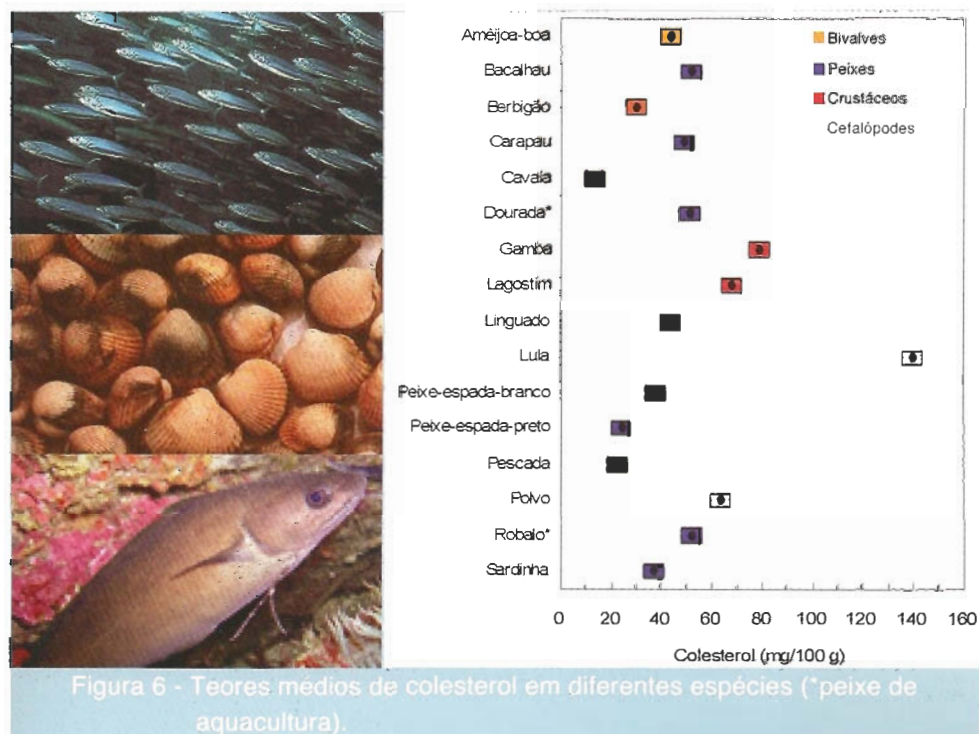 Amêijoa-boa
Bacalhau
Berbigão
Carapau
Cavala
Dourada*
Gamba
Lagostim
Linguado
Lula
Peixe-espada-branco
Peixe-espada-preto
Pescada
Polvo
Robalo*
Sardinha
Bivalves
Peixes
Crustáceos
Cefalópodes
0 20 40 60 80 100 120 140 160
Colesterol (mg/100 g)
Figura 6 - Teores médios de colesterol em diferentes espécies (*peixe de
aquacultura).